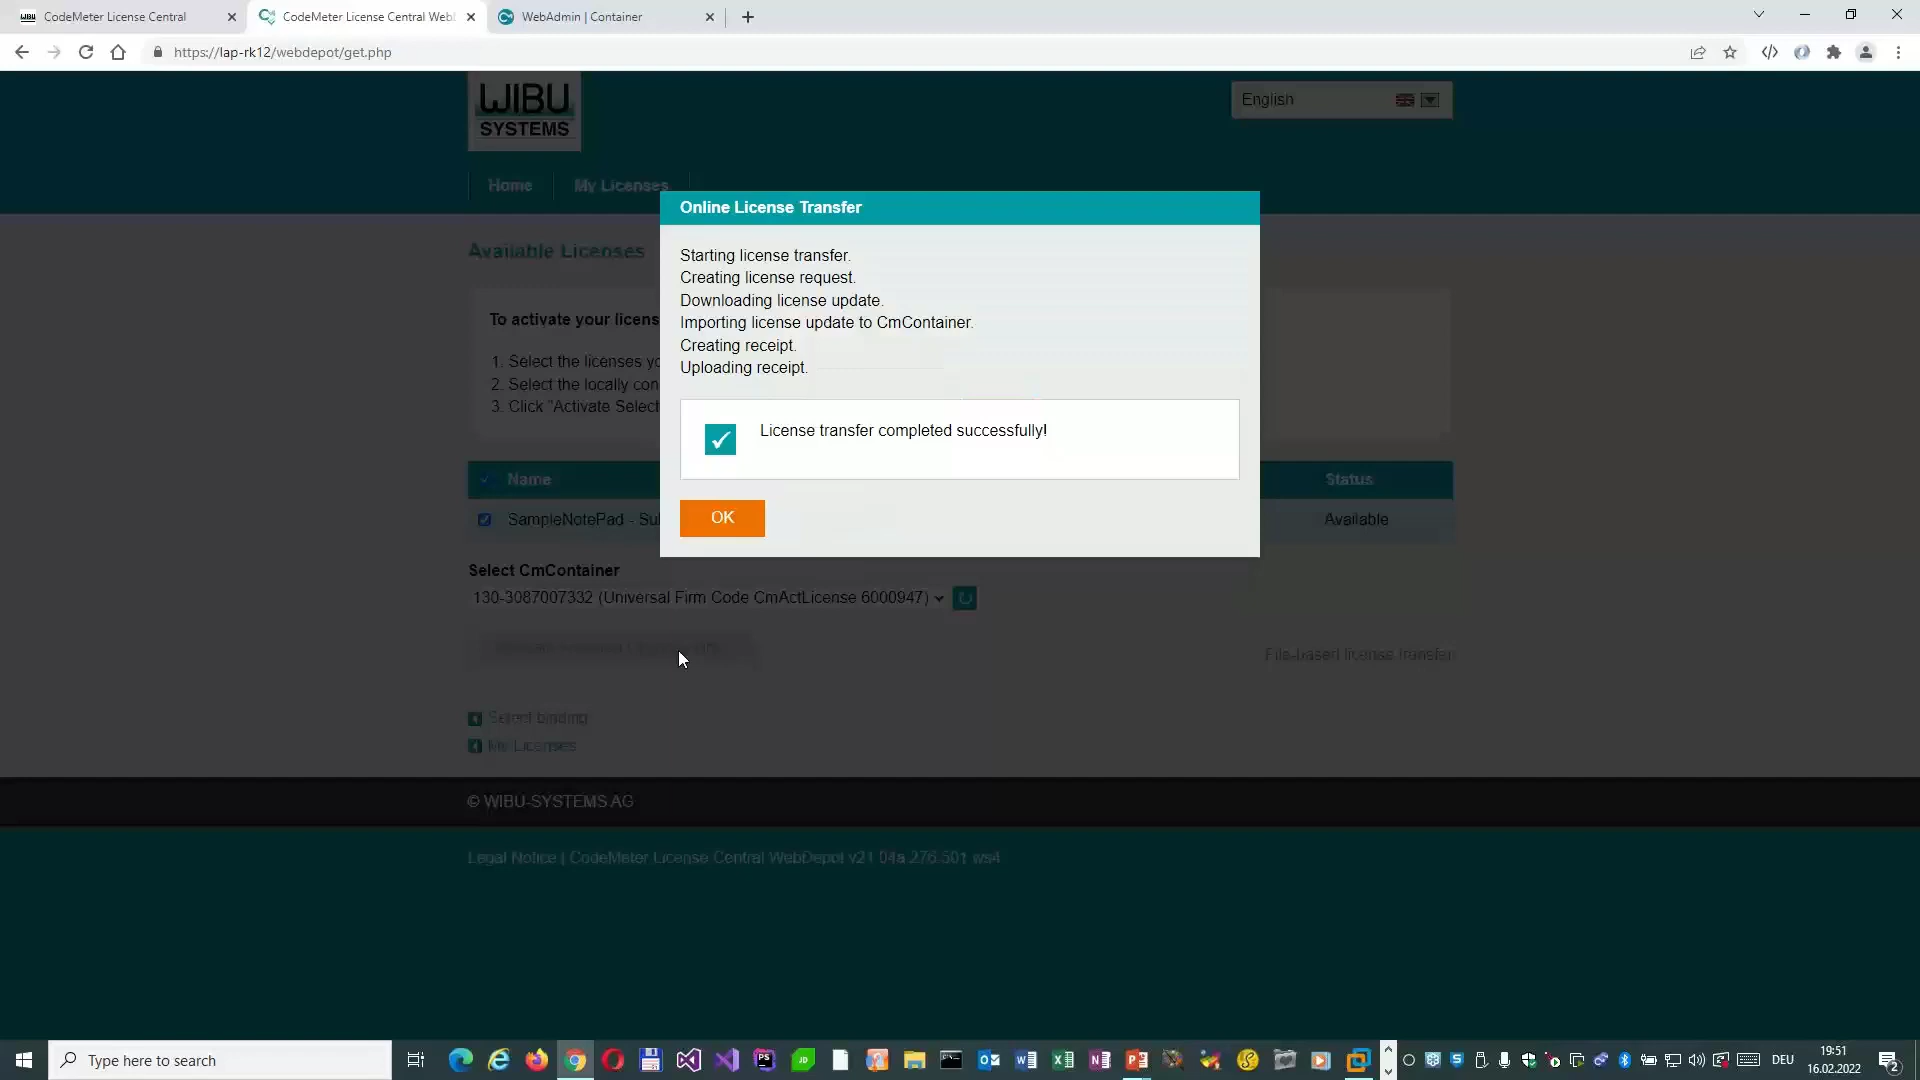 CodeMeter License Central
CodeMeter License Central WebD
WebAdmin | Container
https://lap-rk12/webdepot/get.php
WIBU
SYSTEMS
English
Home
My Licenses
Online License Transfer
Available Licenses
Starting license transfer.
Creating license request.
Downloading license update.
Importing license update to CmContainer.
Creating receipt.
Uploading receipt.
To activate your licens
1. Select the licenses yo
2. Select the locally con
3. Click "Activate Select
License transfer completed successfully!
Name
Status
OK
SampleNotePad - Su
Available
Select CmContainer
130-3087007332 (Universal Firm Code CmActLicense 6000947)
File-based license transfer
Select binding
My Licenses
© WIBU-SYSTEMS AG
Legal Notice | CodeMeter License Central WebDepot v21.04a.276.501.ws4
Type here to search
DEU
19:51
16.02.2022
2